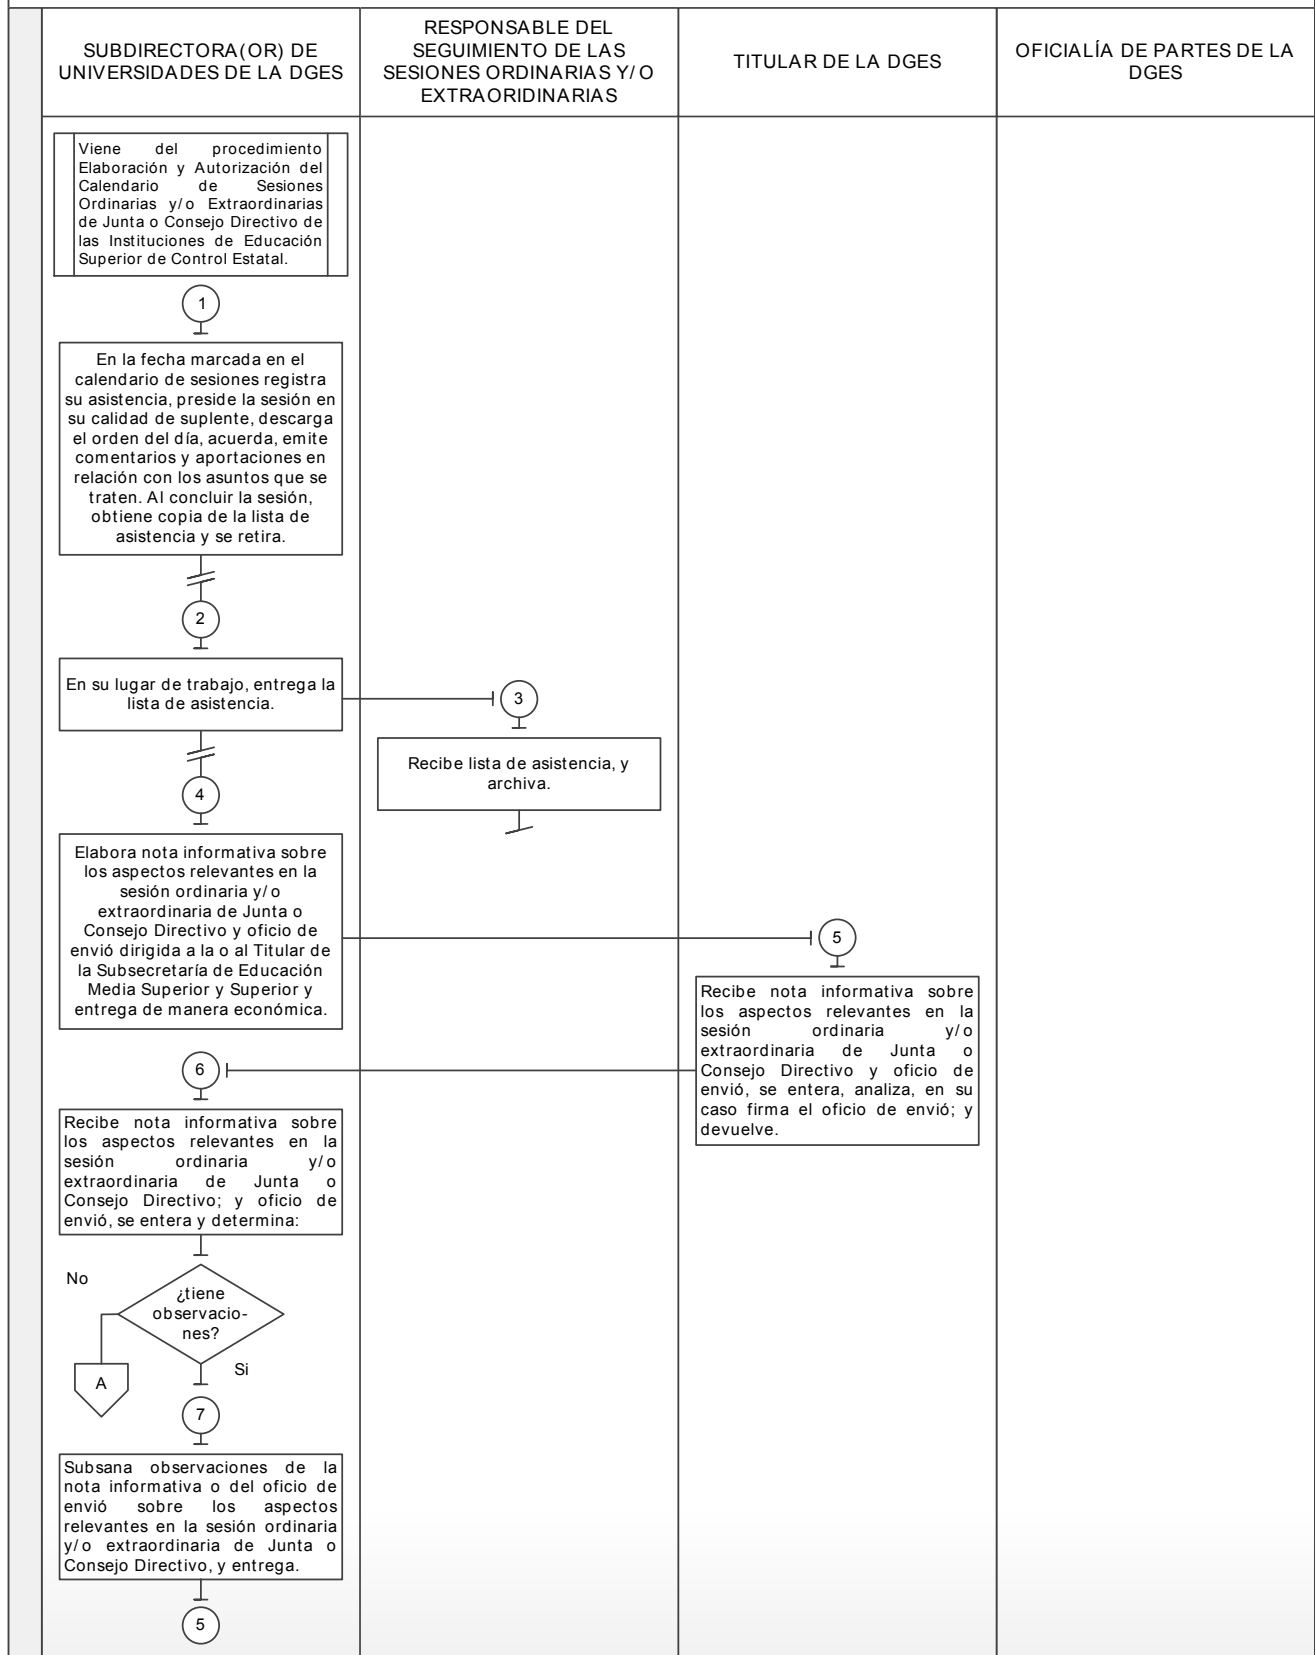 SUBDIRECTORA(OR) DE
UNIVERSIDADES DE LA DGES
RESPONSABLE DEL
SEGUIMIENTO DE LAS
SESIONES ORDINARIAS Y/O
EXTRAORIDINARIAS
TITULAR DE LA DGES
OFICIALÍA DE PARTES DE LA
DGES
Viene del procedimiento
Elaboración y Autorización del
Calendario de Sesiones
Ordinarias y/o Extraordinarias
de Junta o Consejo Directivo de
las Instituciones de Educación
Superior de Control Estatal.
1
En la fecha marcada en el
calendario de sesiones registra
su asistencia, preside la sesión en
su calidad de suplente, descarga
el orden del día, acuerda, emite
comentarios y aportaciones en
relación con los asuntos que se
traten. Al concluir la sesión,
obtiene copia de la lista de
asistencia y se retira.
2
En su lugar de trabajo, entrega la
lista de asistencia.
3
Recibe lista de asistencia, y
archiva.
4
Elabora nota informativa sobre
los aspectos relevantes en la
sesión ordinaria y/o
extraordinaria de Junta o
Consejo Directivo y oficio de
envió dirigida a la o al Titular de
la Subsecretaría de Educación
Media Superior y Superior y
entrega de manera económica.
5
Recibe nota informativa sobre
los aspectos relevantes en la
sesión ordinaria y/o
extraordinaria de Junta o
Consejo Directivo y oficio de
envió, se entera, analiza, en su
caso firma el oficio de envió; y
devuelve.
6
Recibe nota informativa sobre
los aspectos relevantes en la
sesión ordinaria y/o
extraordinaria de Junta o
Consejo Directivo; y oficio de
envió, se entera y determina:
No
¿tiene
observacio-
nes?
Si
A
7
Subsana observaciones de la
nota informativa o del oficio de
envió sobre los aspectos
relevantes en la sesión ordinaria
y/o extraordinaria de Junta o
Consejo Directivo, y entrega.
5